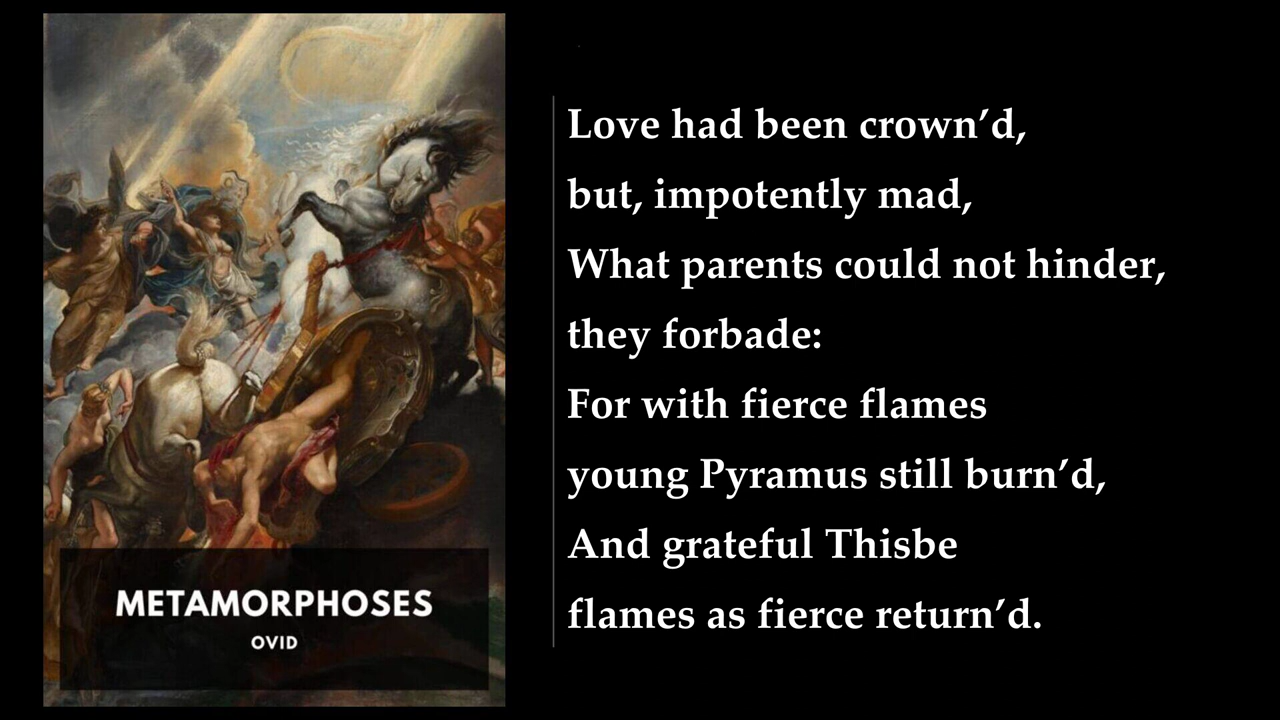 METAMORPHOSES
OVID
Love had been crown’d,
but, impotently mad,
What parents could not hinder,
they forbade:
For with fierce flames
young Pyramus still burn’d,
And grateful Thisbe
flames as fierce return’d.